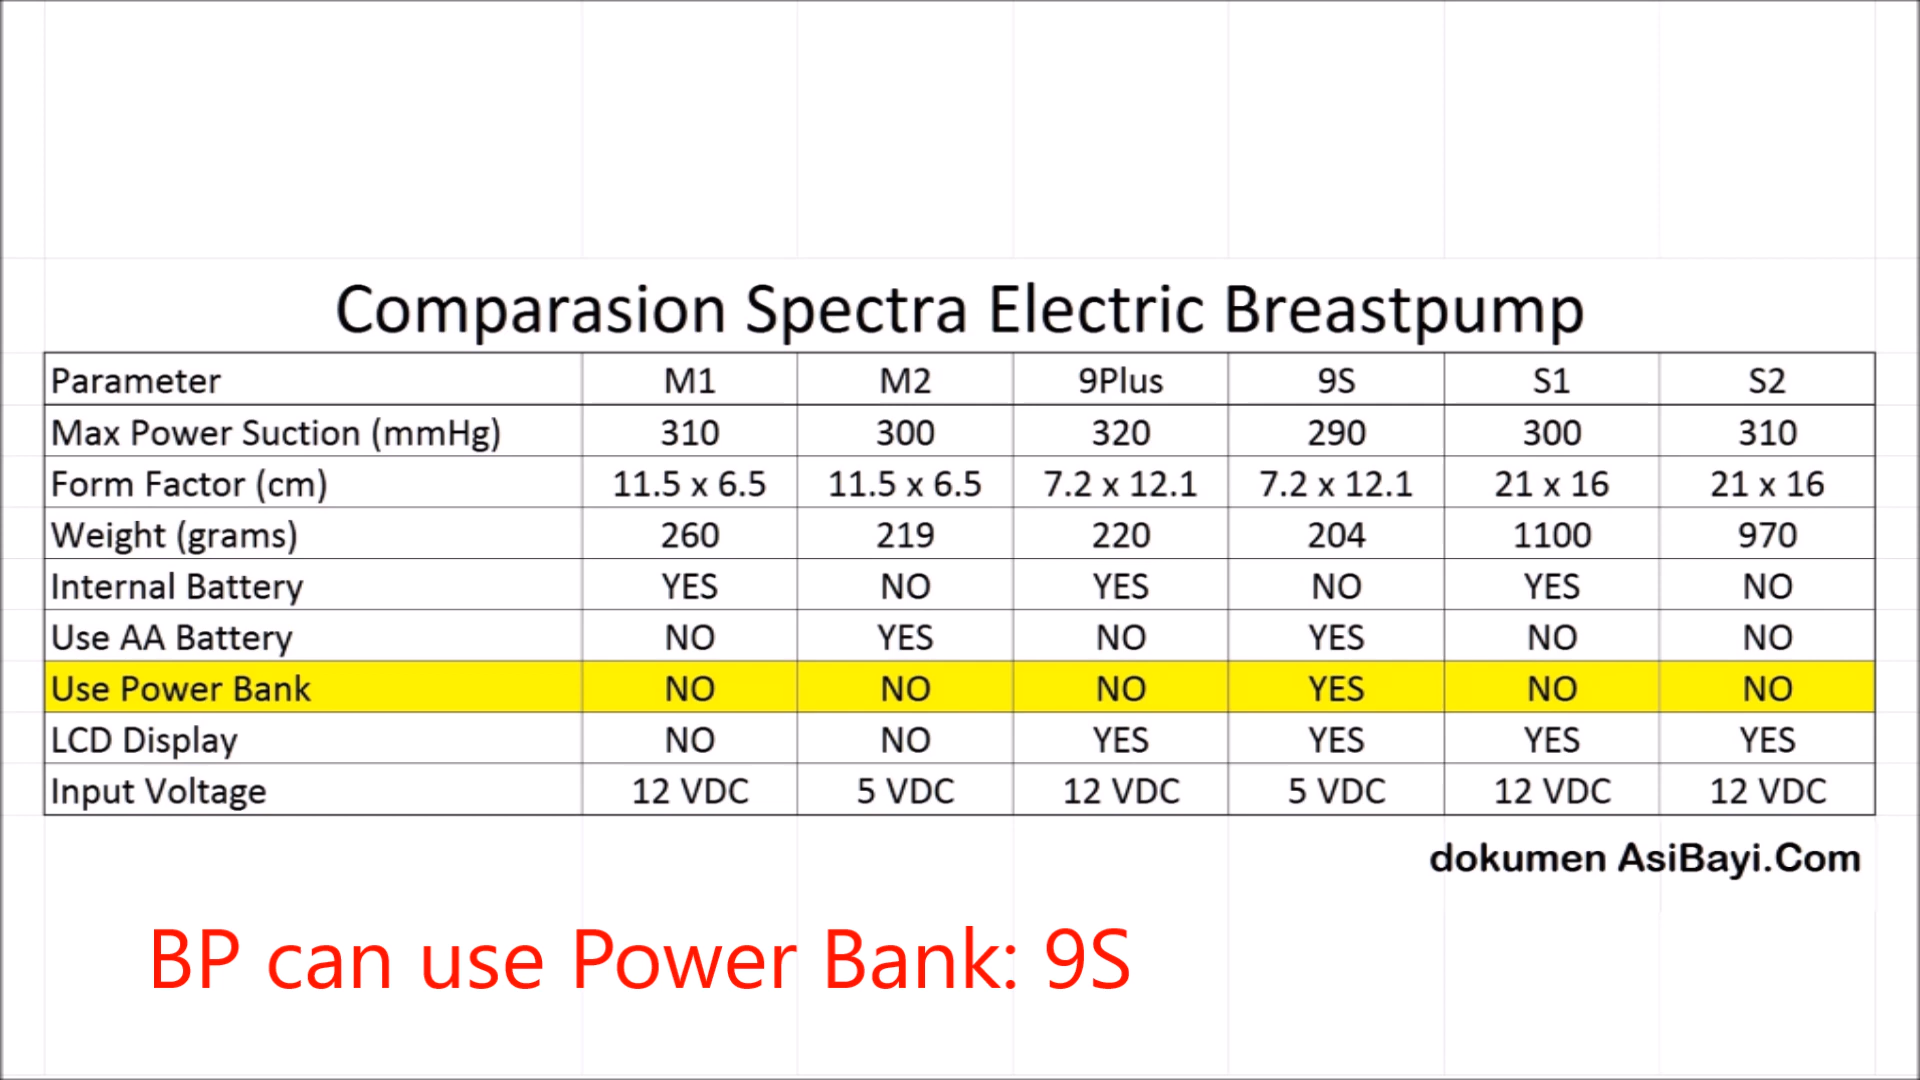 Comparasion Spectra Electric Breastpump
Parameter M1 M2 9Plus 9S S1 S2
Max Power Suction (mmHg) 310 300 320 290 300 310
Form Factor (cm) 11.5 x 6.5 11.5 x 6.5 7.2 x 12.1 7.2 x 12.1 21 x 16 21 x 16
Weight (grams) 260 219 220 204 1100 970
Internal Battery YES NO YES NO YES NO
Use AA Battery NO YES NO YES NO NO
Use Power Bank NO NO NO YES NO NO
LCD Display NO NO YES YES YES YES
Input Voltage 12 VDC 5 VDC 12 VDC 5 VDC 12 VDC 12 VDC
dokumen AsiBayi.Com
BP can use Power Bank: 9S